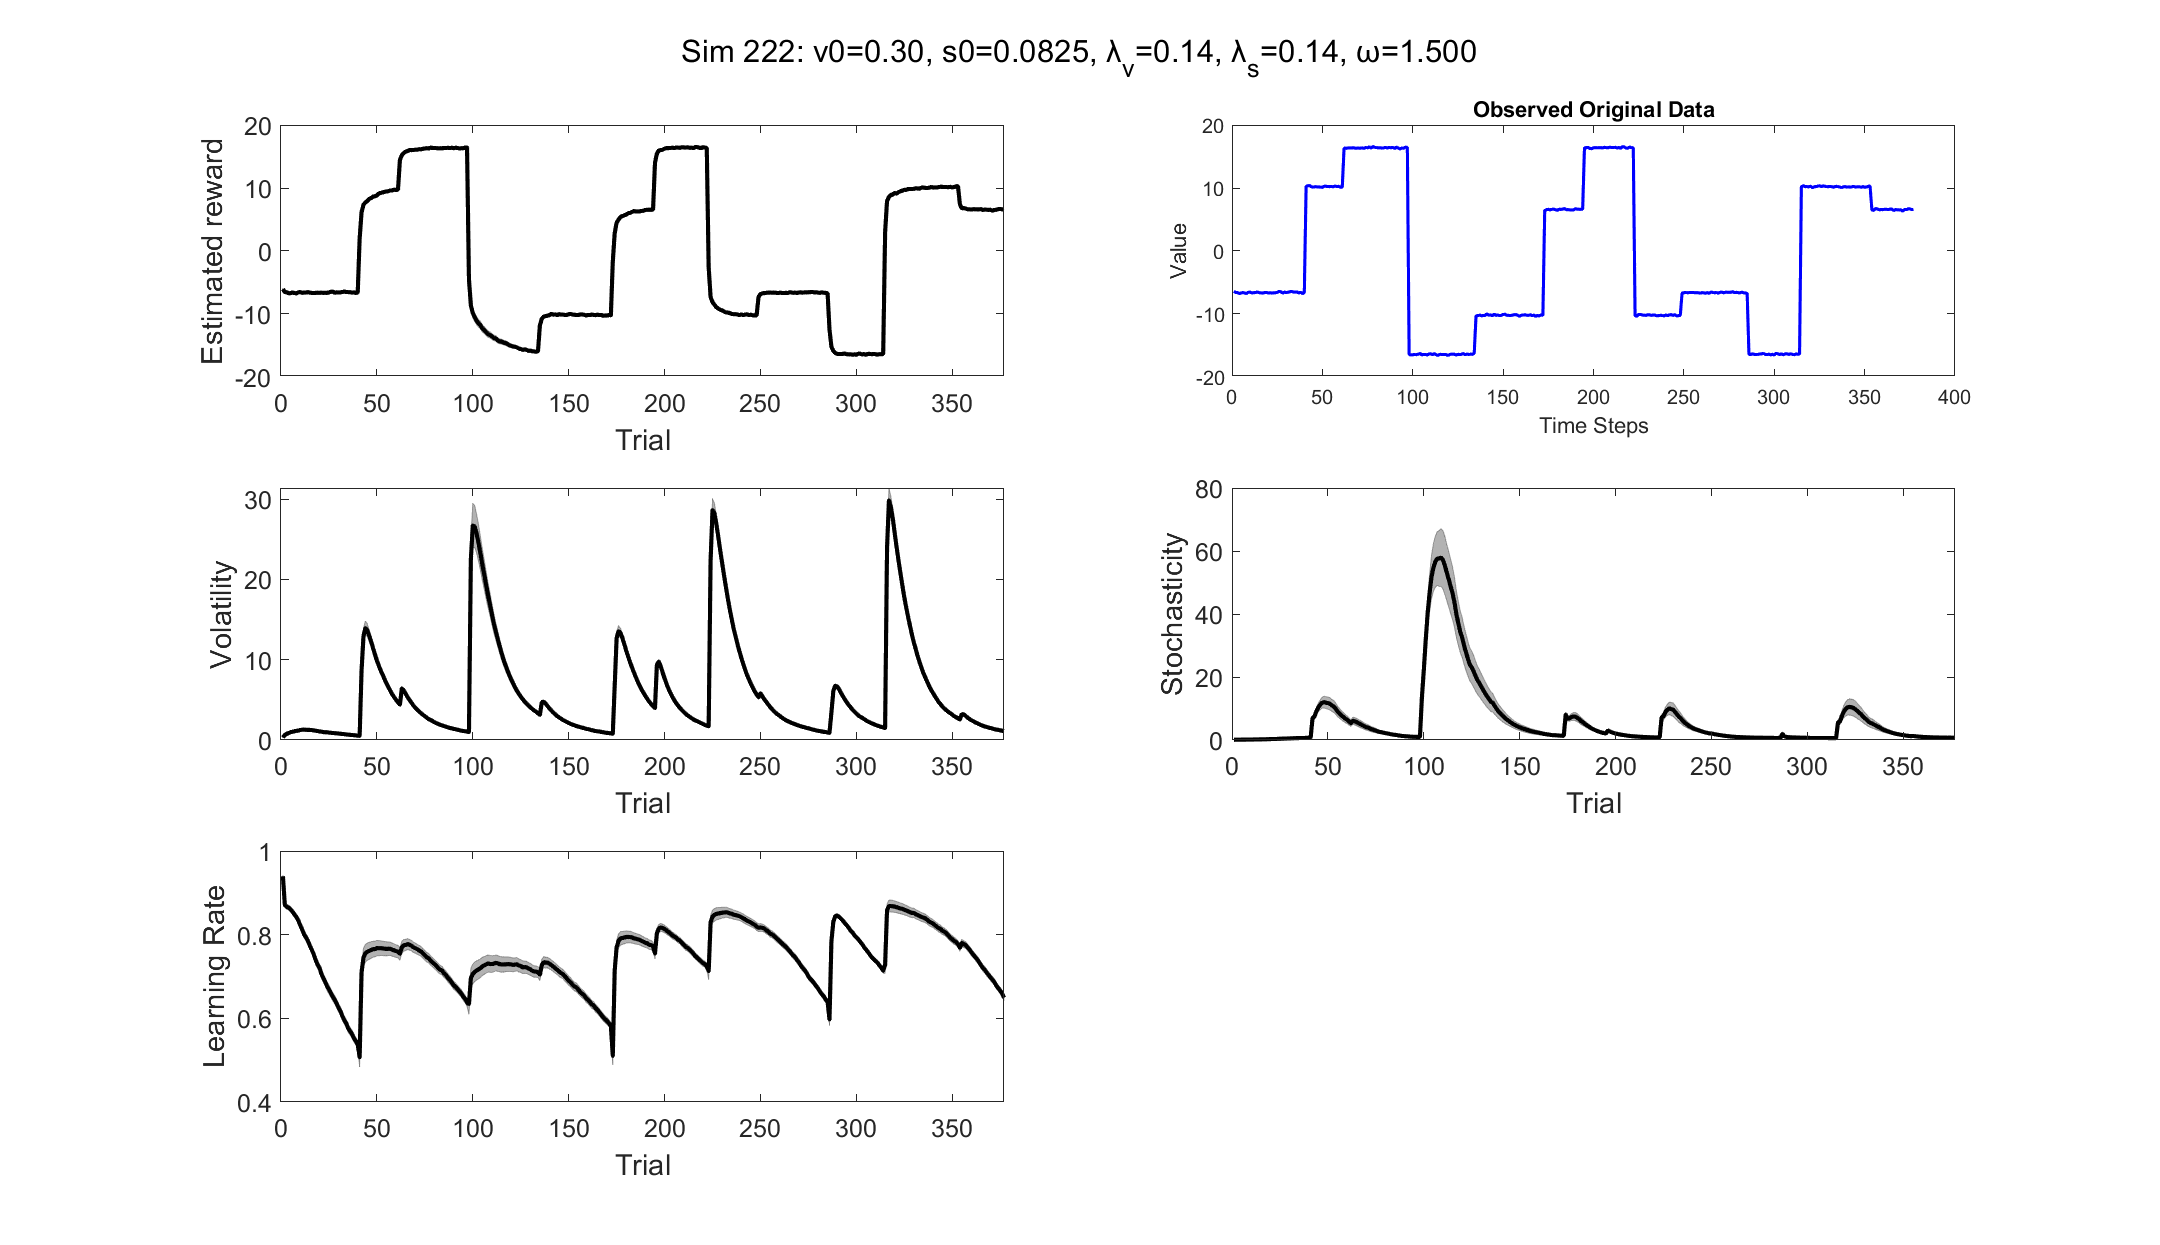 Sim 222: v0=0.30, s0=0.0825, λv=0.14, λs=0.14, ω=1.500
Estimated reward
20
10
0
-10
-20
0 50 100 150 200 250 300 350
Trial
Observed Original Data
Value
20
10
0
-10
-20
0 50 100 150 200 250 300 350 400
Time Steps
Volatility
30
20
10
0
0 50 100 150 200 250 300 350
Trial
Stochasticity
80
60
40
20
0
0 50 100 150 200 250 300 350
Trial
Learning Rate
1
0.8
0.6
0.4
0 50 100 150 200 250 300 350
Trial